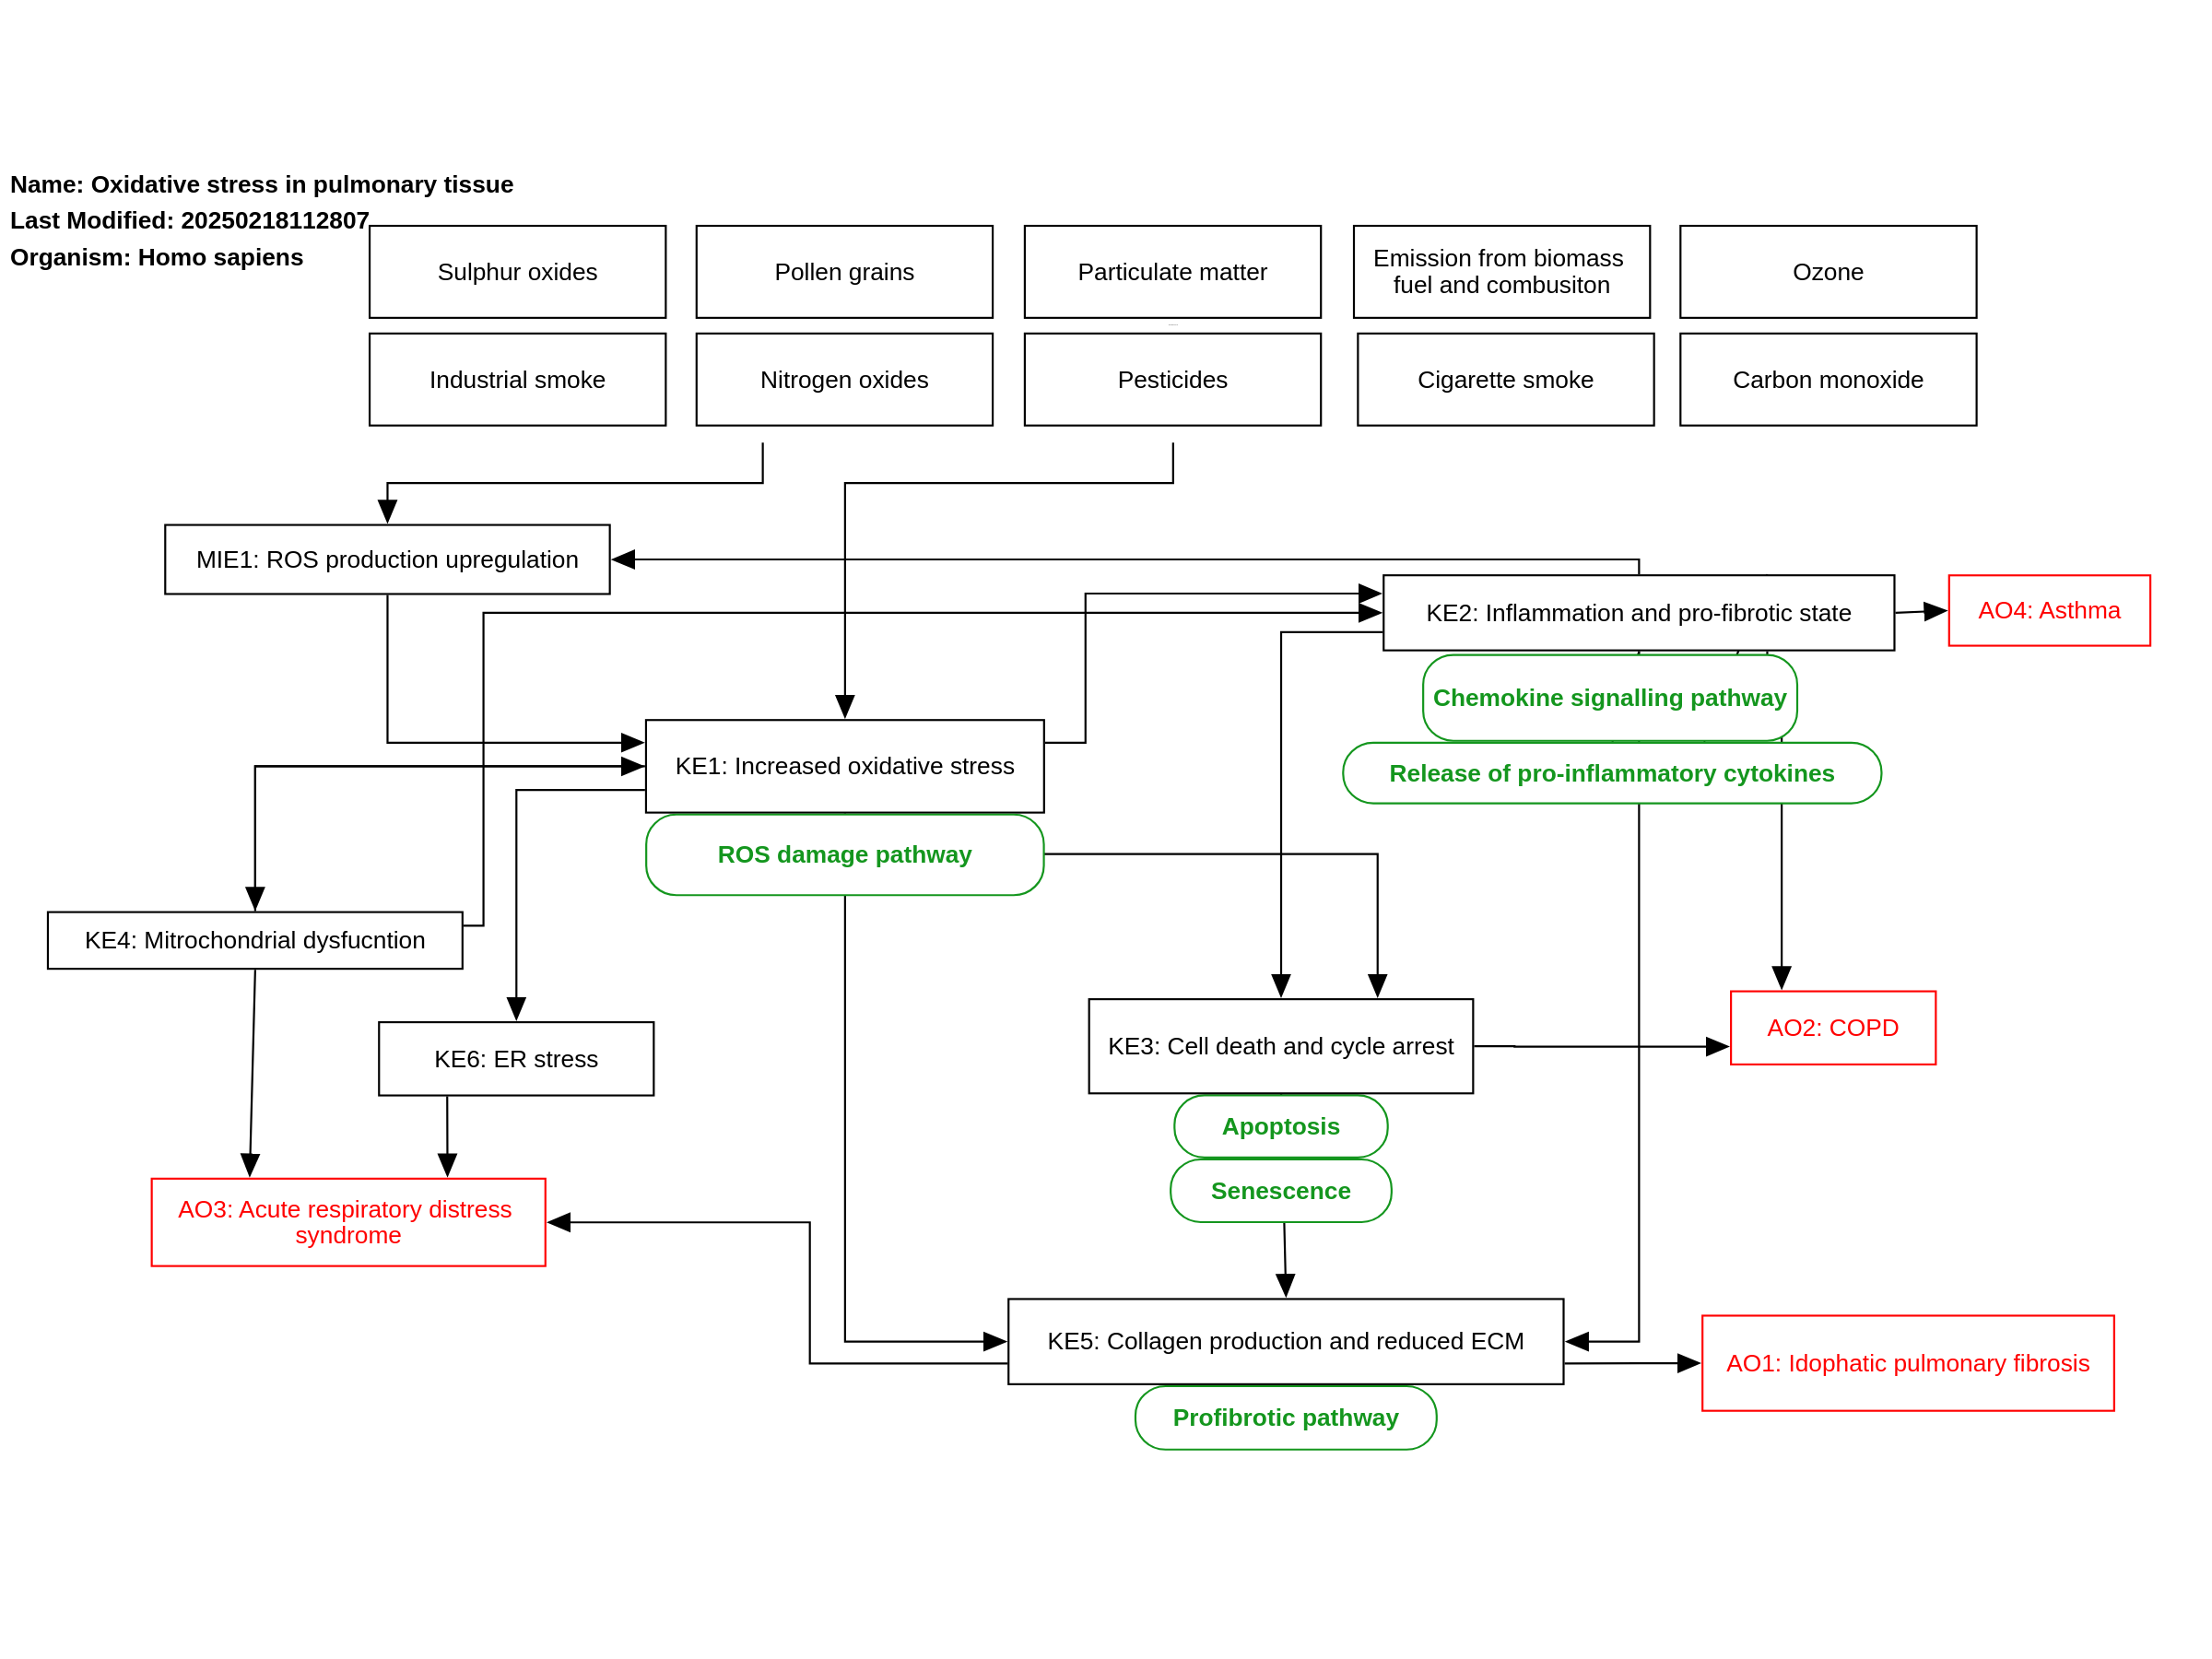 Name: Oxidative stress in pulmonary tissue
Last Modified: 20250218112807
Organism: Homo sapiens
Sulphur oxides
Pollen grains
Particulate matter
Emission from biomass
fuel and combusiton
Ozone
Industrial smoke
Nitrogen oxides
Pesticides
Cigarette smoke
Carbon monoxide
MIE1: ROS production upregulation
KE2: Inflammation and pro-fibrotic state
AO4: Asthma
Chemokine signalling pathway
KE1: Increased oxidative stress
Release of pro-inflammatory cytokines
ROS damage pathway
KE4: Mitrochondrial dysfucntion
AO2: COPD
KE3: Cell death and cycle arrest
KE6: ER stress
Apoptosis
Senescence
AO3: Acute respiratory distress
syndrome
KE5: Collagen production and reduced ECM
AO1: Idophatic pulmonary fibrosis
Profibrotic pathway